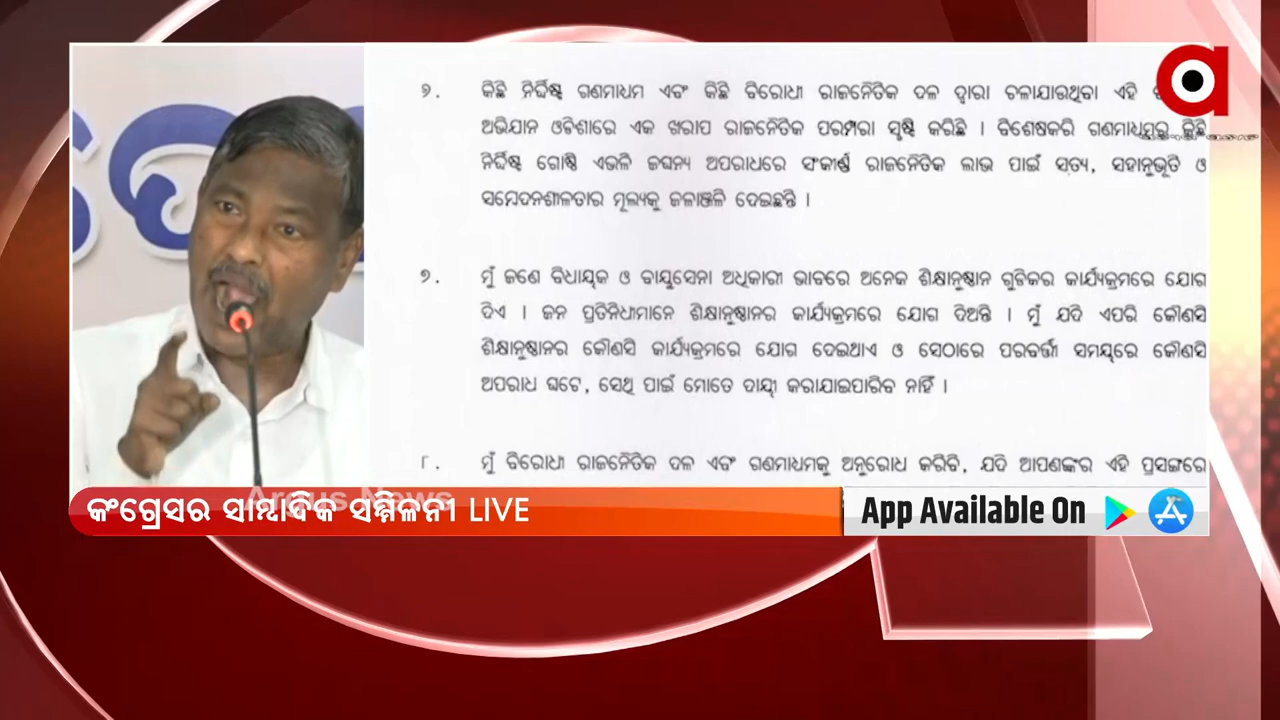 ୬. କିଛି ନିର୍ଦ୍ଦିଷ୍ଟ ଗଣମାଧ୍ୟମ ଏବଂ କିଛି ବିରୋଧୀ ରାଜନୈତିକ ଦଳ ଦ୍ୱାରା ଚଳାଯାଉଥିବା ଏହି
ଅଭିଯାନ ଓଡିଶାରେ ଏକ ଖରାପ ରାଜନୈତିକ ପରମ୍ପରା ସୃଷ୍ଟି କରିଛି । ବିଶେଷକରି ଗଣମାଧ୍ୟମର କିଛି
ନିର୍ଦ୍ଦିଷ୍ଟ ଗୋଷ୍ଠି ଏଭଳି ଜଘନ୍ୟ ଅପରାଧରେ ସଂକୀର୍ଣ୍ଣ ରାଜନୈତିକ ଲାଭ ପାଇଁ ସତ୍ୟ, ସହାନୁଭୂତି ଓ
ସମ୍ବେଦନଶୀଳତାର ମୂଲ୍ୟକୁ ଜଳାଞ୍ଜଳି ଦେଇଛନ୍ତି ।
୭. ମୁଁ ଜଣେ ବିଧାୟକ ଓ ବାୟୁସେନା ଅଧିକାରୀ ଭାବରେ ଅନେକ ଶିକ୍ଷାନୁଷ୍ଠାନ ଗୁଡିକର କାର୍ଯ୍ୟକ୍ରମରେ ଯୋଗ
ଦିଏ । ଜନ ପ୍ରତିନିଧୀମାନେ ଶିକ୍ଷାନୁଷ୍ଠାନର କାର୍ଯ୍ୟକ୍ରମରେ ଯୋଗ ଦିଅନ୍ତି । ମୁଁ ଯଦି ଏପରି କୌଣସି
ଶିକ୍ଷାନୁଷ୍ଠାନର କୌଣସି କାର୍ଯ୍ୟକ୍ରମରେ ଯୋଗ ଦେଇଥାଏ ଓ ସେଠାରେ ପରବର୍ତ୍ତୀ ସମୟରେ କୌଣସି
ଅପରାଧ ଘଟେ, ସେଥି ପାଇଁ ମୋତେ ଦାୟୀ କରାଯାଇପାରିବ ନାହିଁ ।
୮. ମୁଁ ବିରୋଧୀ ରାଜନୈତିକ ଦଳ ଏବଂ ଗଣମାଧ୍ୟମକୁ ଅନୁରୋଧ କରିବି, ଯଦି ଆପଣଙ୍କର ଏହି ପ୍ରସଙ୍ଗରେ
Argus News
କଂଗ୍ରେସର ସାମ୍ବାଦିକ ସମ୍ମିଳନୀ LIVE
App Available On